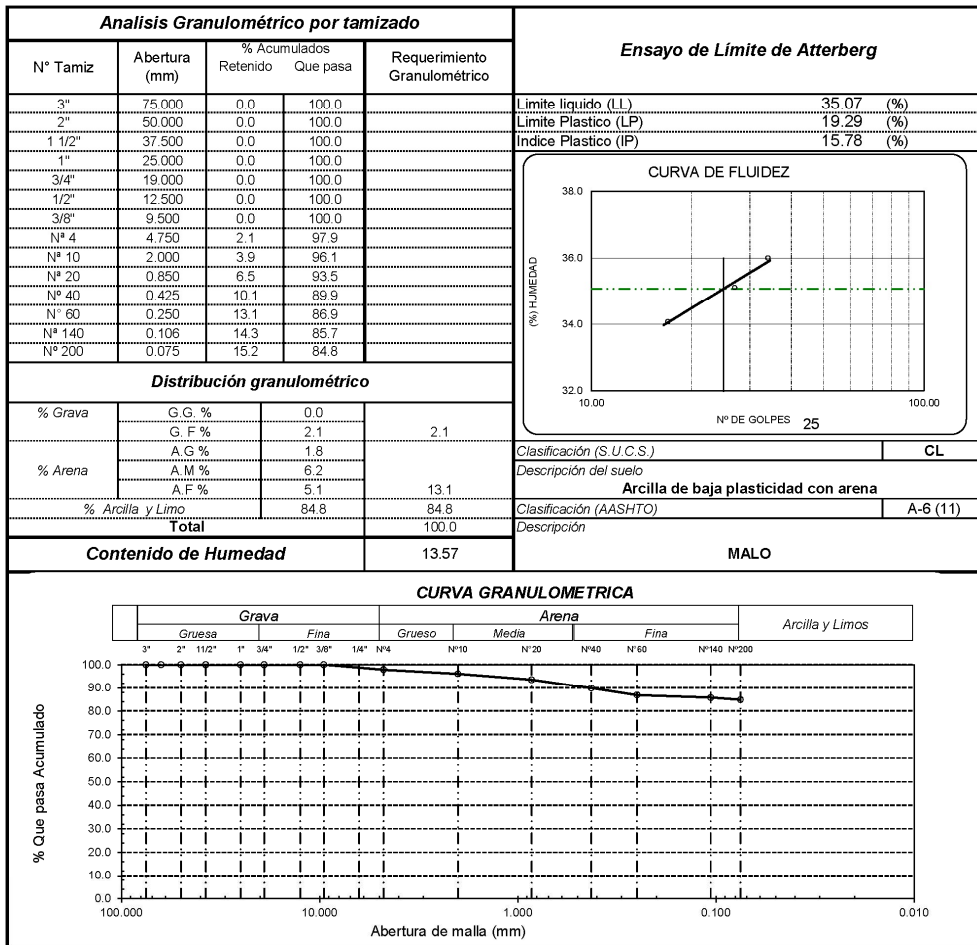 Analisis Granulométrico por tamizado
N° Tamiz Abertura (mm) % Acumulados Retenido Que pasa Requerimiento Granulométrico
3" 75.000 0.0 100.0
2" 50.000 0.0 100.0
1 1/2" 37.500 0.0 100.0
1" 25.000 0.0 100.0
3/4" 19.000 0.0 100.0
1/2" 12.500 0.0 100.0
3/8" 9.500 0.0 100.0
Nª 4 4.750 2.1 97.9
Nª 10 2.000 3.9 96.1
Nª 20 0.850 6.5 93.5
Nº 40 0.425 10.1 89.9
N° 60 0.250 13.1 86.9
Nª 140 0.106 14.3 85.7
Nº 200 0.075 15.2 84.8
Distribución granulométrico
% Grava G.G. % 0.0
G. F % 2.1 2.1
A.G % 1.8
% Arena A.M % 6.2
A.F % 5.1 13.1
% Arcilla y Limo 84.8 84.8
Total 100.0
Contenido de Humedad 13.57
Ensayo de Límite de Atterberg
Limite liquido (LL) 35.07 (%)
Limite Plastico (LP) 19.29 (%)
Indice Plastico (IP) 15.78 (%)
CURVA DE FLUIDEZ
38.0
36.0
34.0
32.0
(%) HUMEDAD
10.00 100.00
Nº DE GOLPES 25
Clasificación (S.U.C.S.) CL
Descripción del suelo
Arcilla de baja plasticidad con arena
Clasificación (AASHTO) A-6 (11)
Descripción
MALO
CURVA GRANULOMETRICA
Grava Arena Arcilla y Limos
Gruesa Fina Grueso Media Fina
3" 2" 11/2" 1" 3/4" 1/2" 3/8" 1/4" Nº4 Nº10 N°20 Nº40 N°60 Nº140 Nº200
100.0
90.0
80.0
70.0
60.0
50.0
40.0
30.0
20.0
10.0
0.0
% Que pasa Acumulado
100.000 10.000 1.000 0.100 0.010
Abertura de malla (mm)